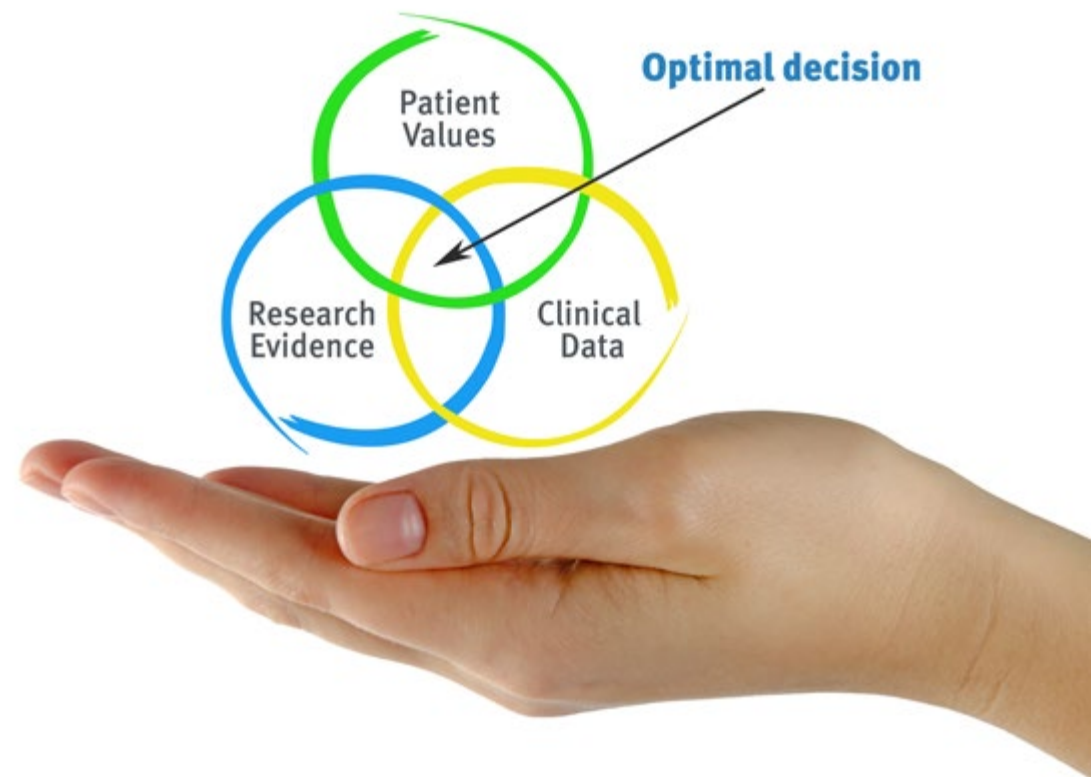 Optimal decision
Patient
Values
Research
Evidence
Clinical
Data